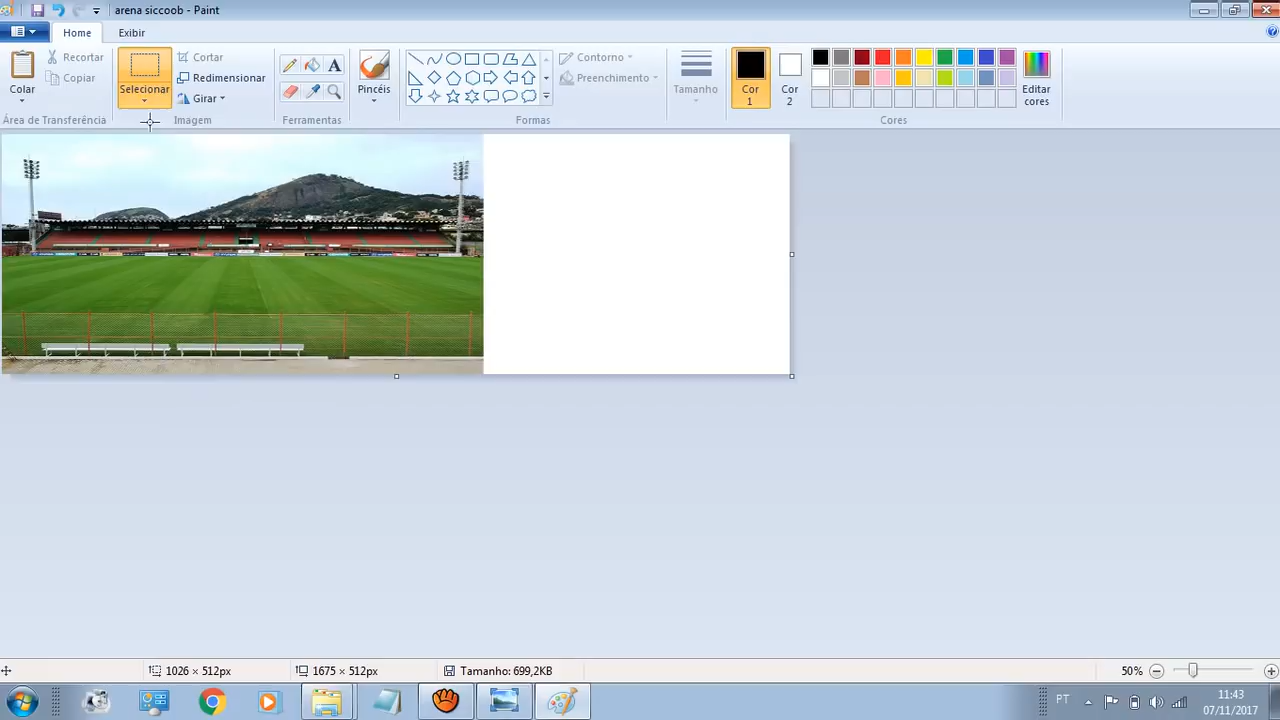 arena siccoob - Paint
Home
Exibir
Colar
Recortar
Copiar
Área de Transferência
Selecionar
Cortar
Redimensionar
Girar
Imagem
A
Ferramentas
Pincéis
Contorno
Preenchimento
Formas
Tamanho
Cor
1
Cor
2
Editar
cores
Cores
1026 × 512px
1675 × 512px
Tamanho: 699,2KB
50%
PT
11:43
07/11/2017